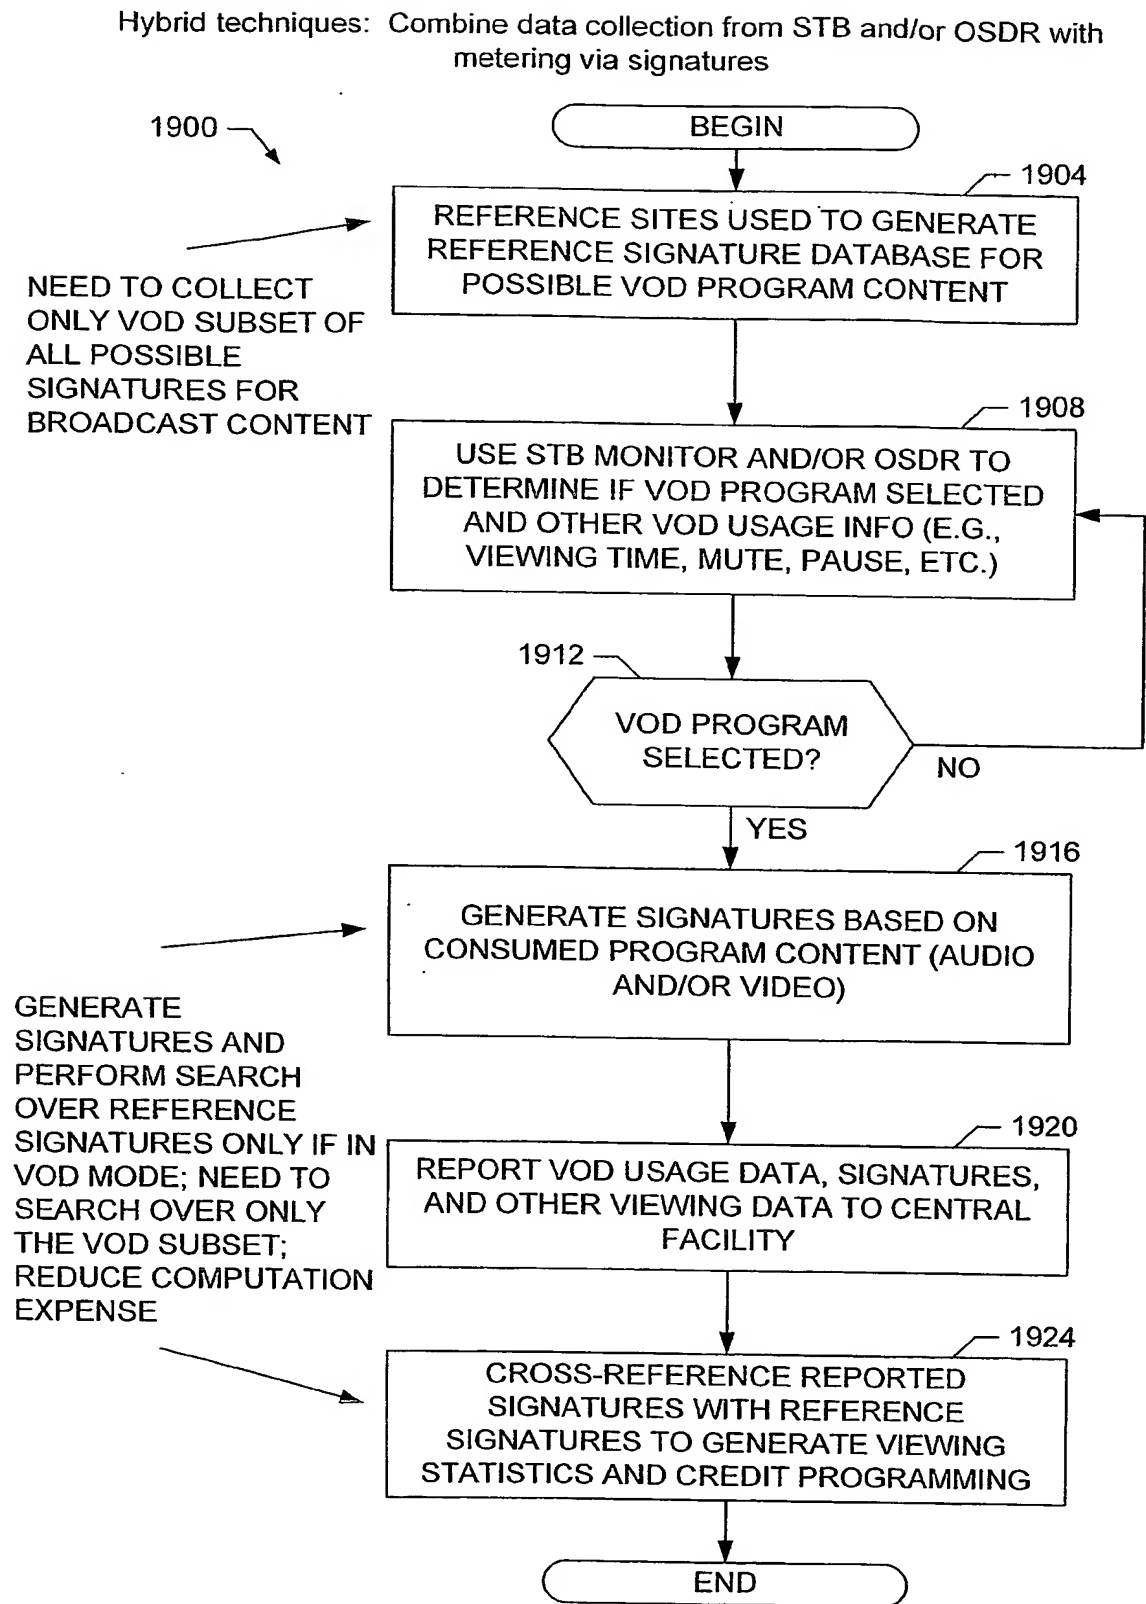 Hybrid techniques: Combine data collection from STB and/or OSDR with
metering via signatures
1900
BEGIN
1904
REFERENCE SITES USED TO GENERATE
REFERENCE SIGNATURE DATABASE FOR
POSSIBLE VOD PROGRAM CONTENT
NEED TO COLLECT
ONLY VOD SUBSET OF
ALL POSSIBLE
SIGNATURES FOR
BROADCAST CONTENT
1908
USE STB MONITOR AND/OR OSDR TO
DETERMINE IF VOD PROGRAM SELECTED
AND OTHER VOD USAGE INFO (E.G.,
VIEWING TIME, MUTE, PAUSE, ETC.)
1912
VOD PROGRAM
SELECTED?
NO
YES
1916
GENERATE SIGNATURES BASED ON
CONSUMED PROGRAM CONTENT (AUDIO
AND/OR VIDEO)
GENERATE
SIGNATURES AND
PERFORM SEARCH
OVER REFERENCE
SIGNATURES ONLY IF IN
VOD MODE; NEED TO
SEARCH OVER ONLY
THE VOD SUBSET;
REDUCE COMPUTATION
EXPENSE
1920
REPORT VOD USAGE DATA, SIGNATURES,
AND OTHER VIEWING DATA TO CENTRAL
FACILITY
1924
CROSS-REFERENCE REPORTED
SIGNATURES WITH REFERENCE
SIGNATURES TO GENERATE VIEWING
STATISTICS AND CREDIT PROGRAMMING
END